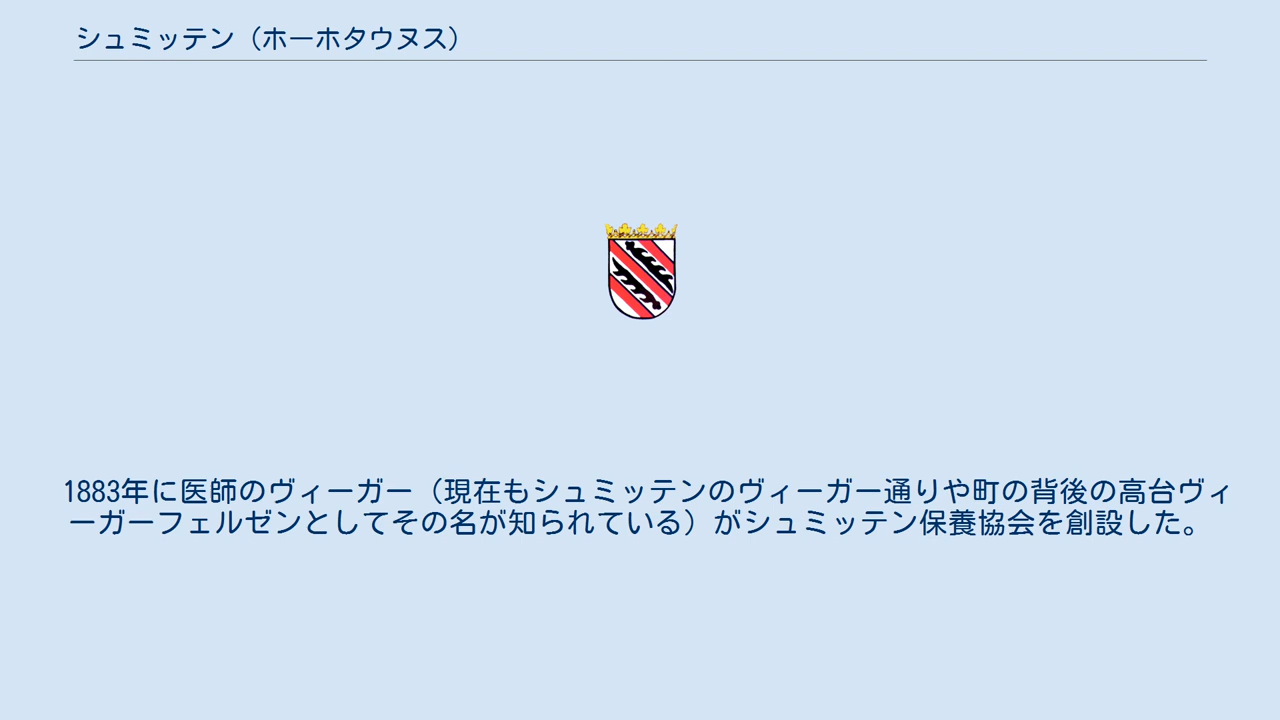 シュミッテン（ホーホタウヌス）
1883年に医師のヴィーガー（現在もシュミッテンのヴィーガー通りや町の背後の高台ヴィ
ーガーフェルゼンとしてその名が知られている）がシュミッテン保養協会を創設した。